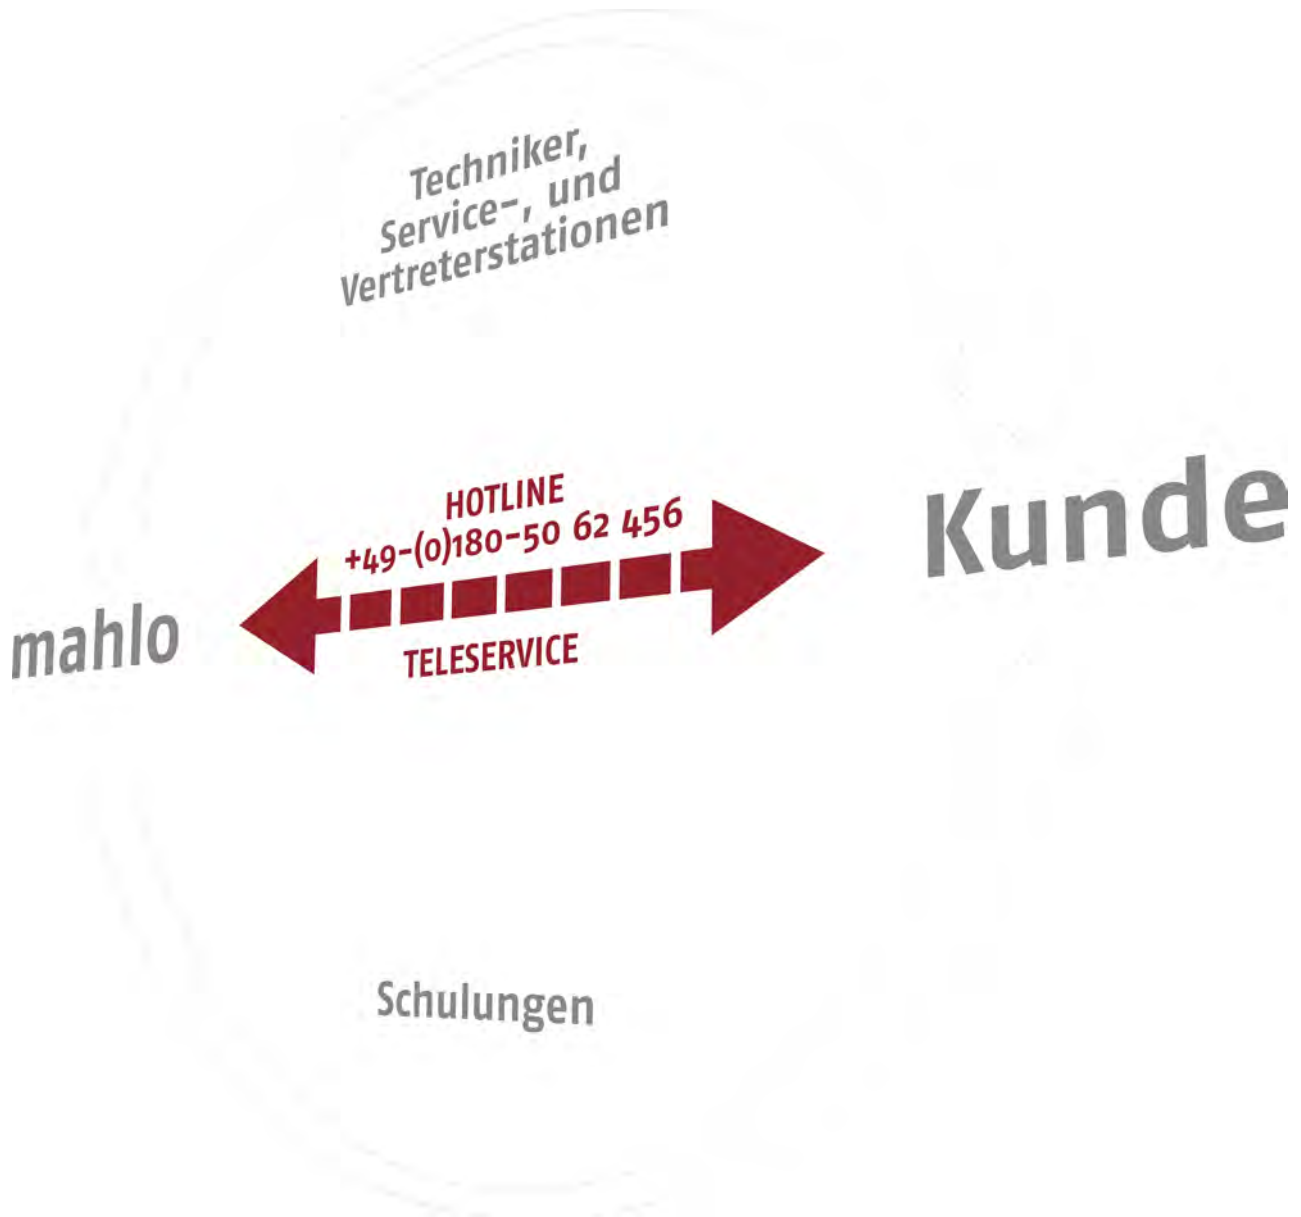 Techniker,
Service-, und
Vertreterstationen
HOTLINE
+49-(0)180-50 62 456
Kunde
mahlo
TELESERVICE
Schulungen